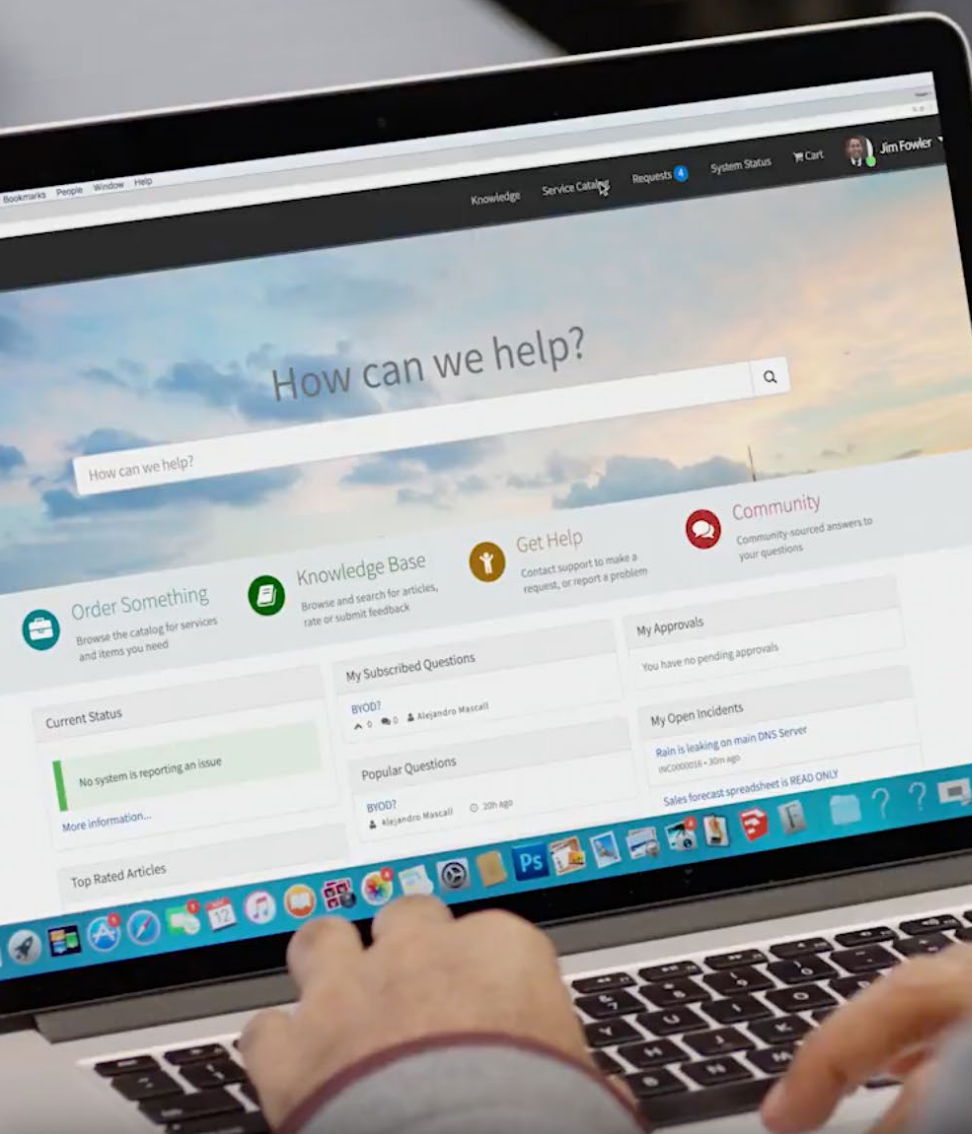 Bookmarks People Window Help
Knowledge Service Catalog Requests 4 System Status Cart Jim Fowler
How can we help?
How can we help?
Order Something
Browse the catalog for services
and items you need
Knowledge Base
Browse and search for articles,
rate or submit feedback
Get Help
Contact support to make a
request, or report a problem
Community
Community-sourced answers to
your questions
Current Status
No system is reporting an issue
More information...
Top Rated Articles
My Subscribed Questions
BYOD?
0 0 Alejandro Mascall
Popular Questions
BYOD?
Alejandro Mascall 20h ago
My Approvals
You have no pending approvals
My Open Incidents
Rain is leaking on main DNS Server
INC0000016 • 30m ago
Sales forecast spreadsheet is READ ONLY
12
Ps